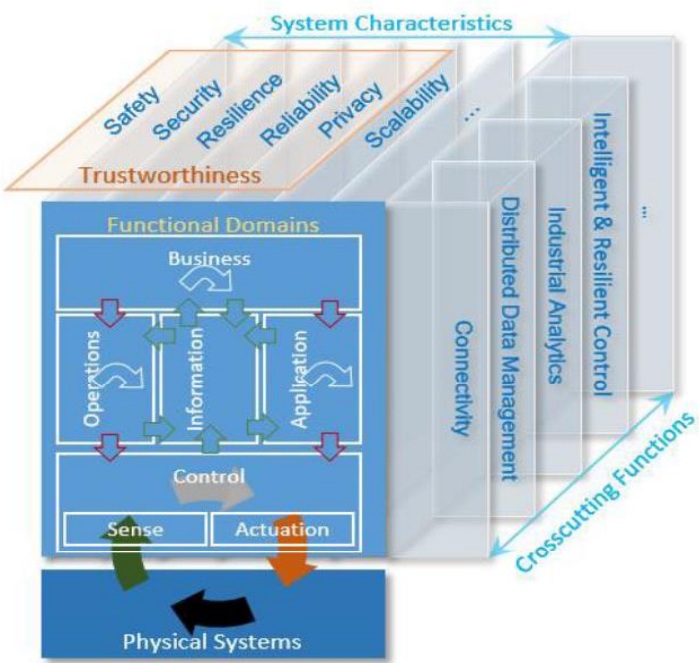 System Characteristics
Safety
Security
Resilience
Reliability
Privacy
Scalability
...
Trustworthiness
Functional Domains
Business
Operations
Information
Application
Control
Sense
Actuation
Physical Systems
Connectivity
Distributed Data Management
Industrial Analytics
Intelligent & Resilient Control
...
Crosscutting Functions